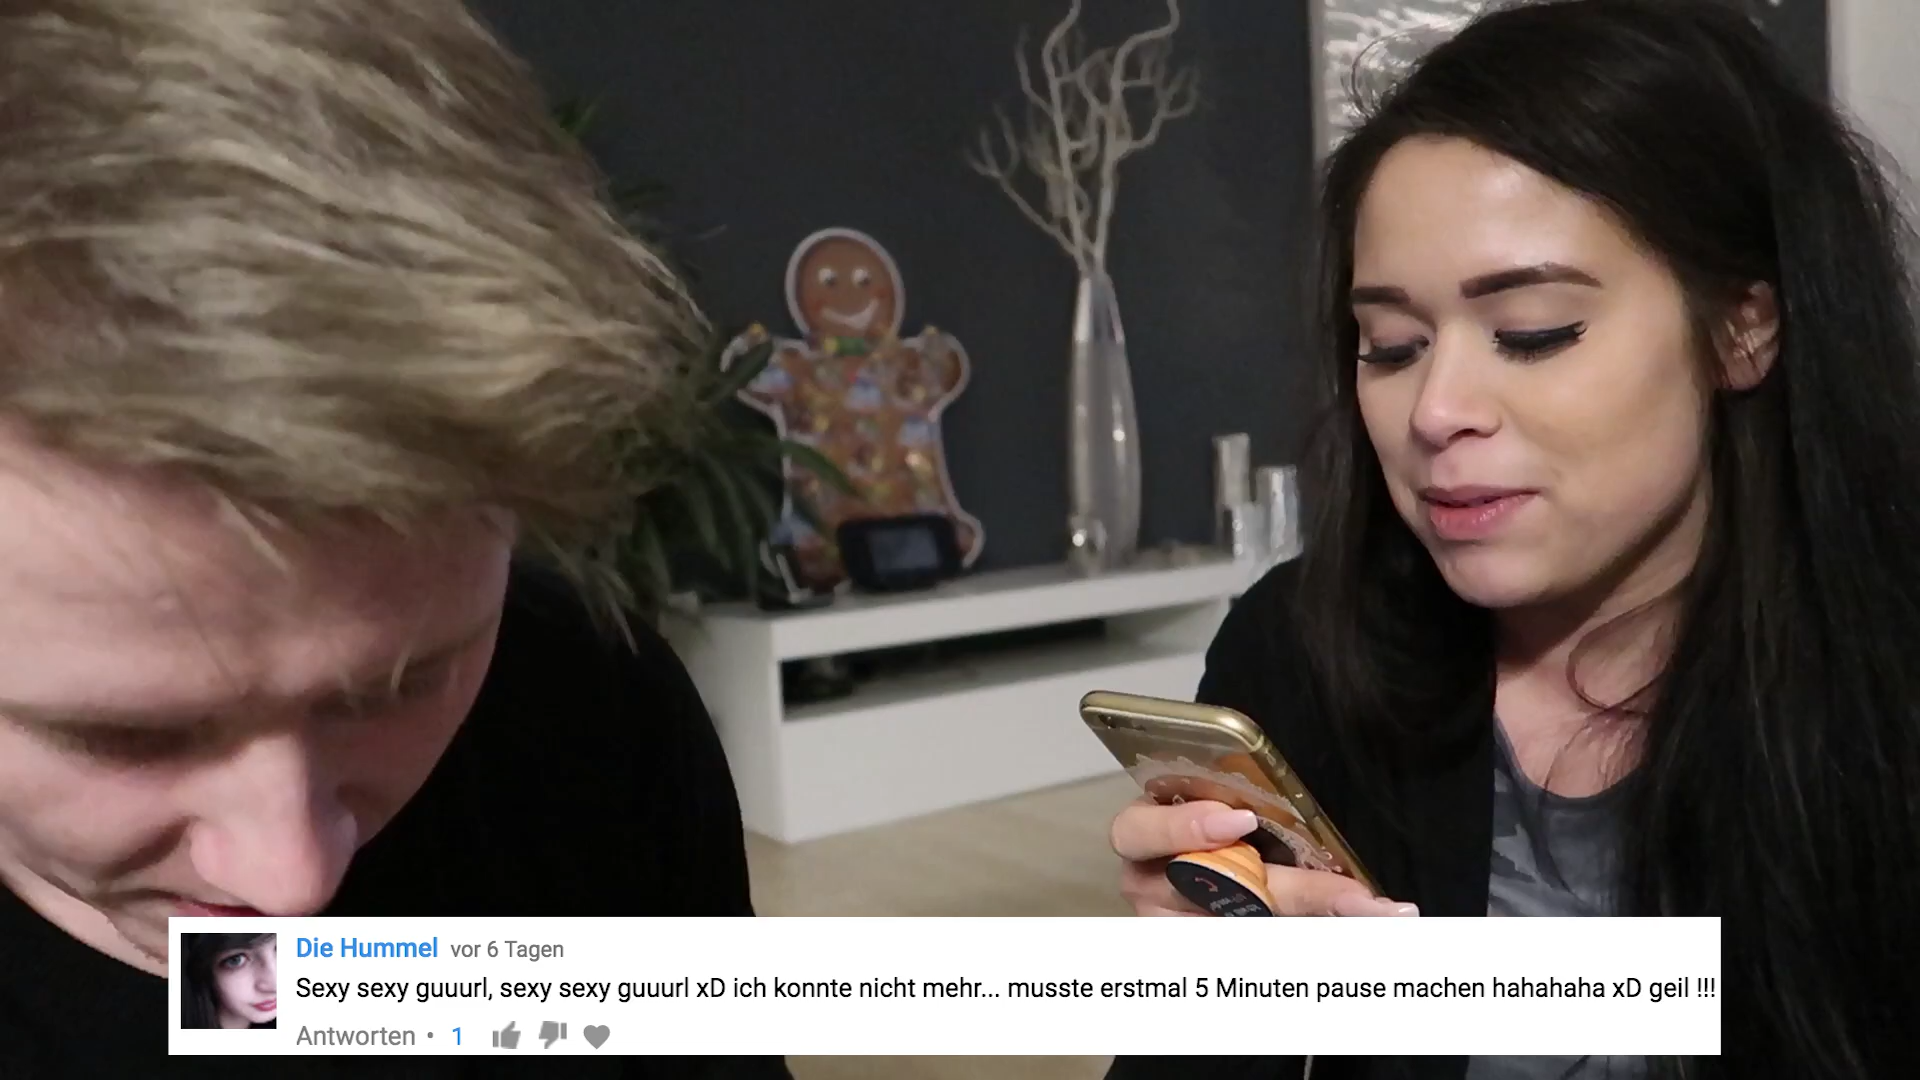 Die Hummel vor 6 Tagen
Sexy sexy guuurl, sexy sexy guuurl xD ich konnte nicht mehr... musste erstmal 5 Minuten pause machen hahahaha xD geil !!!
Antworten • 1